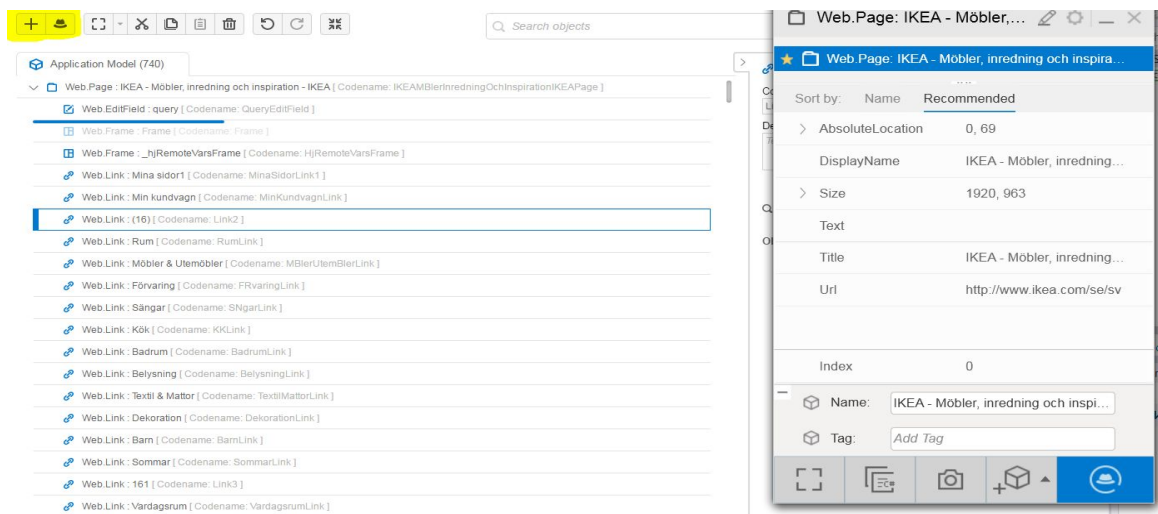 Search objects
Application Model (740)
Web.Page : IKEA - Möbler, inredning och inspiration - IKEA [ Codename: IKEAMBlerInredningOchInspirationIKEAPage ]
Web.EditField : query [ Codename: QueryEditField ]
Web.Frame : Frame [ Codename: Frame ]
Web.Frame : _hjRemoteVarsFrame [ Codename: HjRemoteVarsFrame ]
Web.Link : Mina sidor1 [ Codename: MinaSidorLink1 ]
Web.Link : Min kundvagn [ Codename: MinKundvagnLink ]
Web.Link : (16) [ Codename: Link2 ]
Web.Link : Rum [ Codename: RumLink ]
Web.Link : Möbler & Utemöbler [ Codename: MBlerUtemBlerLink ]
Web.Link : Förvaring [ Codename: FRvaringLink ]
Web.Link : Sängar [ Codename: SNgarLink ]
Web.Link : Kök [ Codename: KKLink ]
Web.Link : Badrum [ Codename: BadrumLink ]
Web.Link : Belysning [ Codename: BelysningLink ]
Web.Link : Textil & Mattor [ Codename: TextilMattorLink ]
Web.Link : Dekoration [ Codename: DekorationLink ]
Web.Link : Barn [ Codename: BarnLink ]
Web.Link : Sommar [ Codename: SommarLink ]
Web.Link : 161 [ Codename: Link3 ]
Web.Link : Vardagsrum [ Codename: VardagsrumLink ]
Web.Page: IKEA - Möbler,...
Web.Page: IKEA - Möbler, inredning och inspira...
Sort by: Name Recommended
AbsoluteLocation 0, 69
DisplayName IKEA - Möbler, inredning...
Size 1920, 963
Text
Title IKEA - Möbler, inredning...
Url http://www.ikea.com/se/sv
Index 0
Name: IKEA - Möbler, inredning och inspi...
Tag: Add Tag